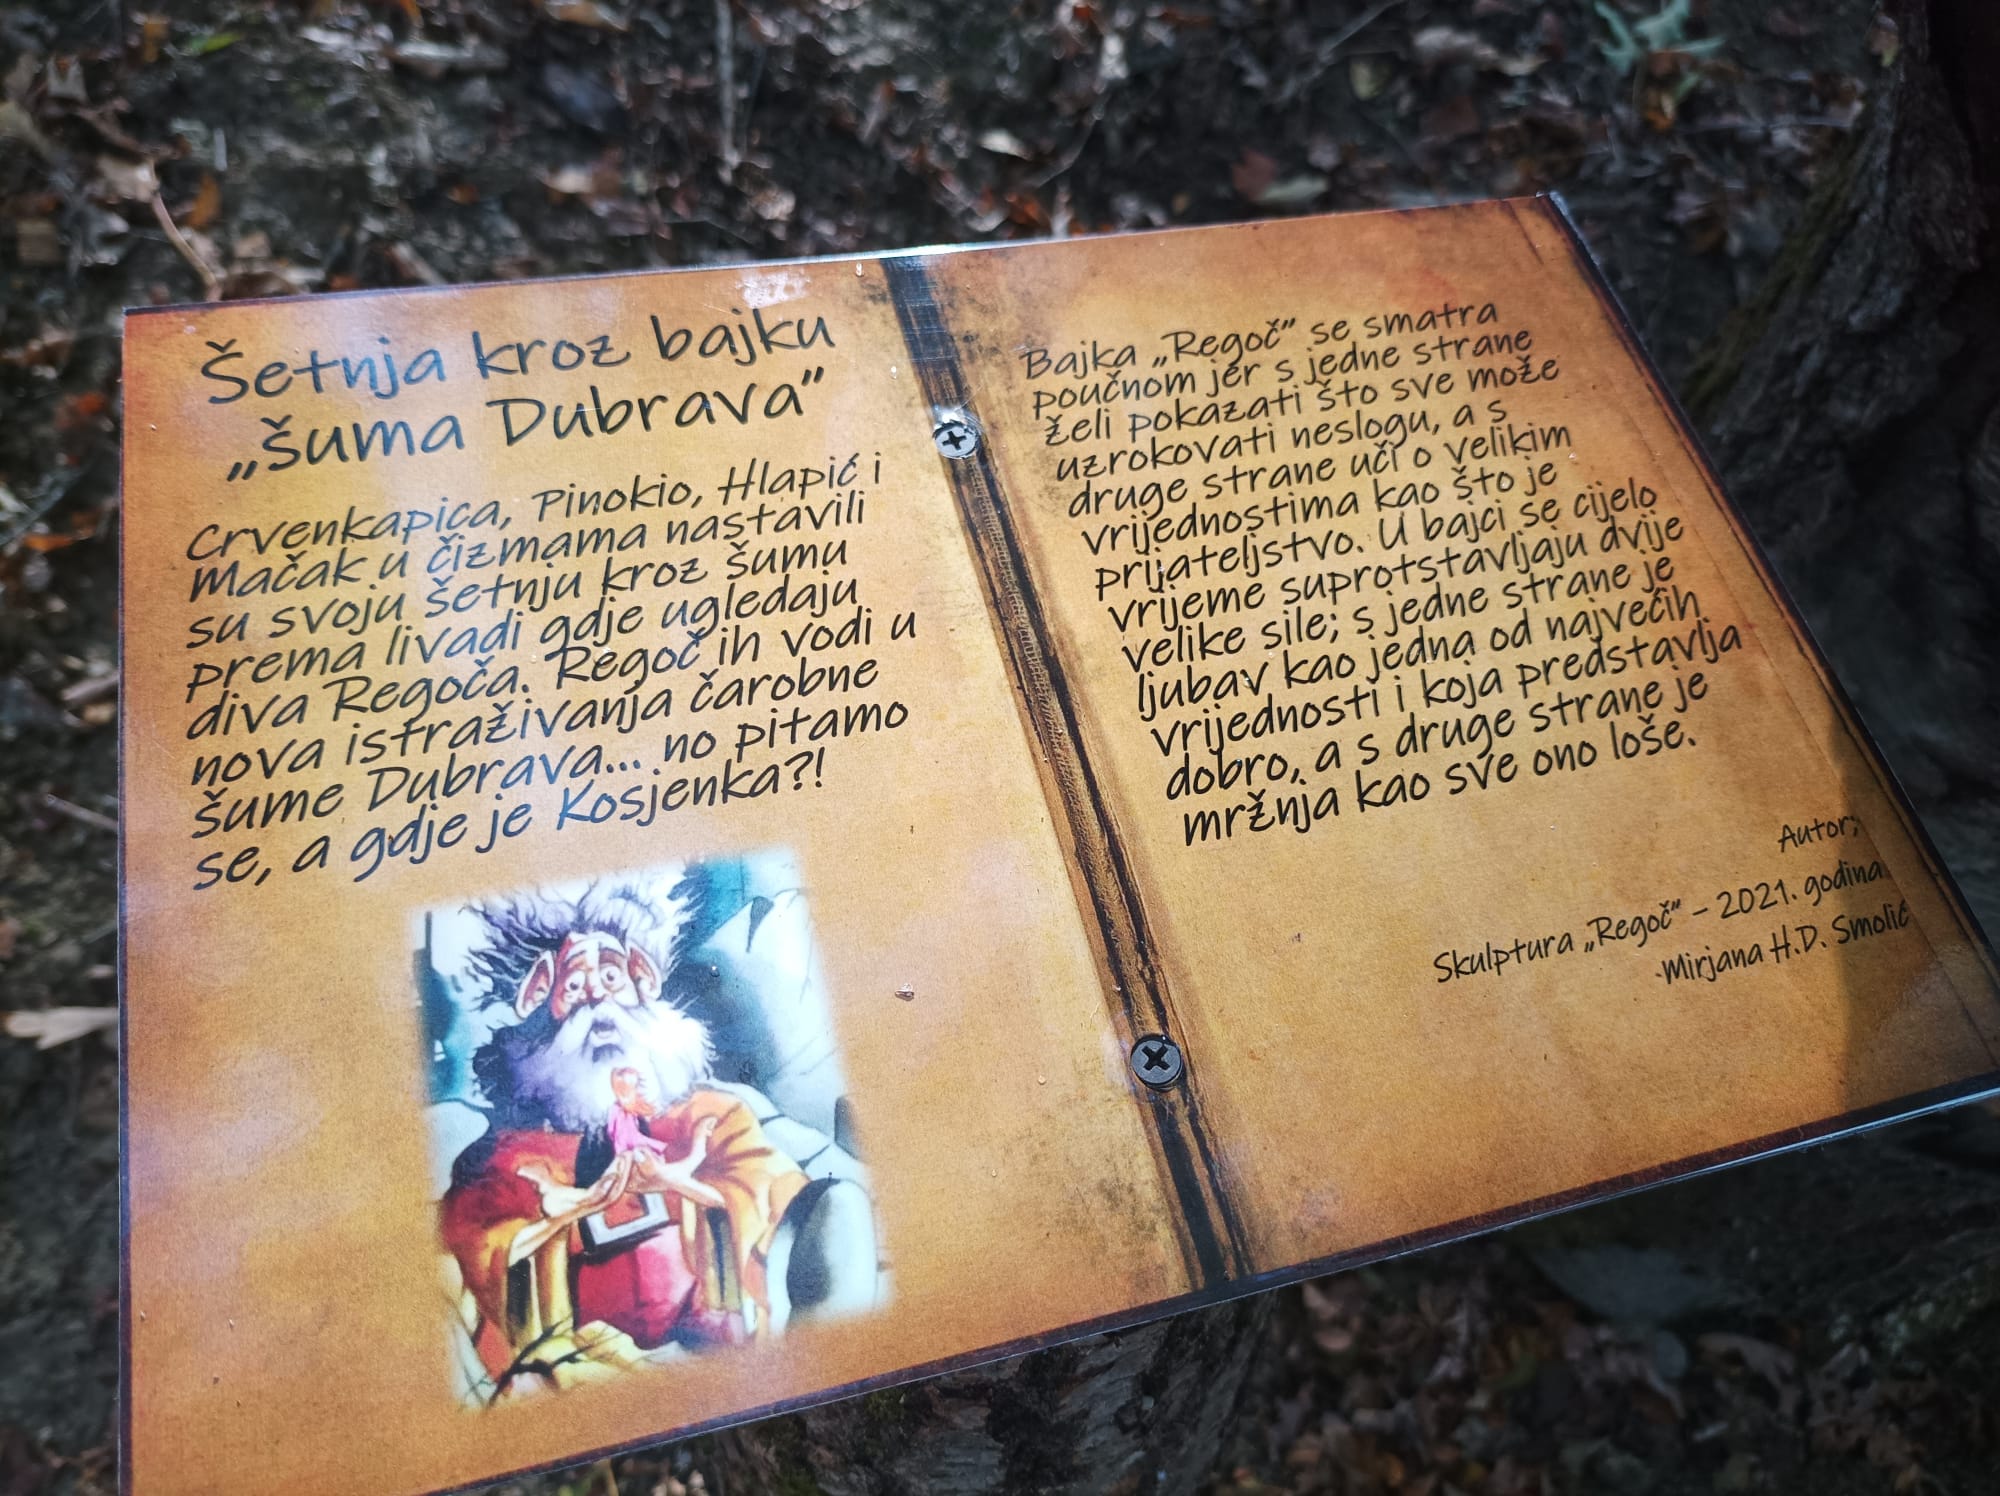 Šetnja kroz bajku
„šuma Dubrava”
Crvenkapica, Pinokio, Hlapić i
Mačak u čizmama nastavili
su svoju šetnju kroz šumu
prema livadi gdje ugledaju
diva Regoča. Regoč ih vodi u
nova istraživanja čarobne
šume Dubrava... no pitamo
se, a gdje je Kosjenka?!
Bajka „Regoč” se smatra
poučnom jer s jedne strane
želi pokazati što sve može
uzrokovati neslogu, a s
druge strane uči o velikim
vrijednostima kao što je
prijateljstvo. U bajci se cijelo
vrijeme suprotstavljaju dvije
velike sile; s jedne strane je
ljubav kao jedna od najvećih
vrijednosti i koja predstavlja
dobro, a s druge strane je
mržnja kao sve ono loše.
Autor;
Skulptura „Regoč” – 2021. godina
Mirjana H.D. Smolić